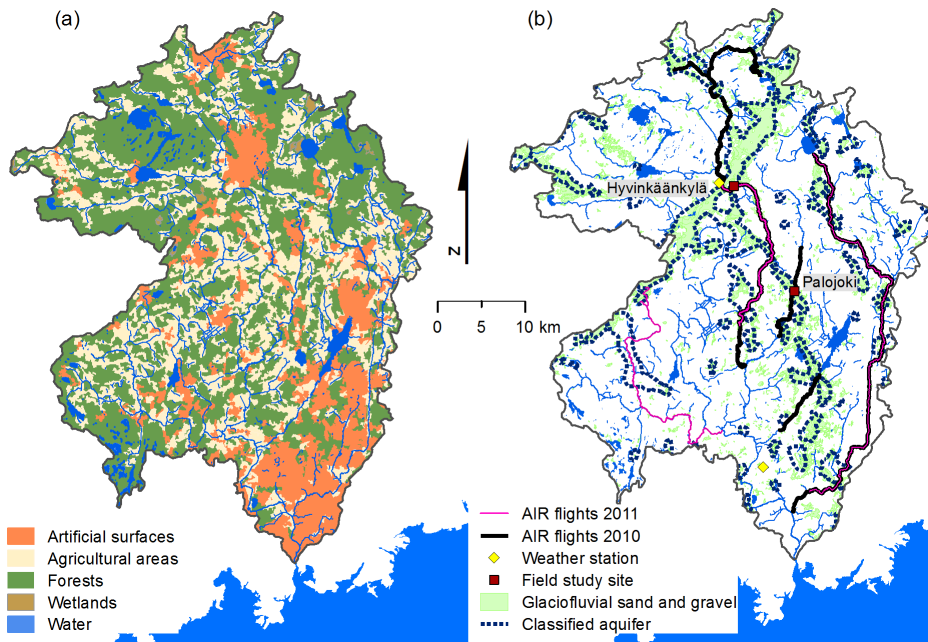 (a)
(b)
Hyvinkäänkylä
Palojoki
N
0 5 10 km
Artificial surfaces
Agricultural areas
Forests
Wetlands
Water
AIR flights 2011
AIR flights 2010
Weather station
Field study site
Glaciofluvial sand and gravel
Classified aquifer